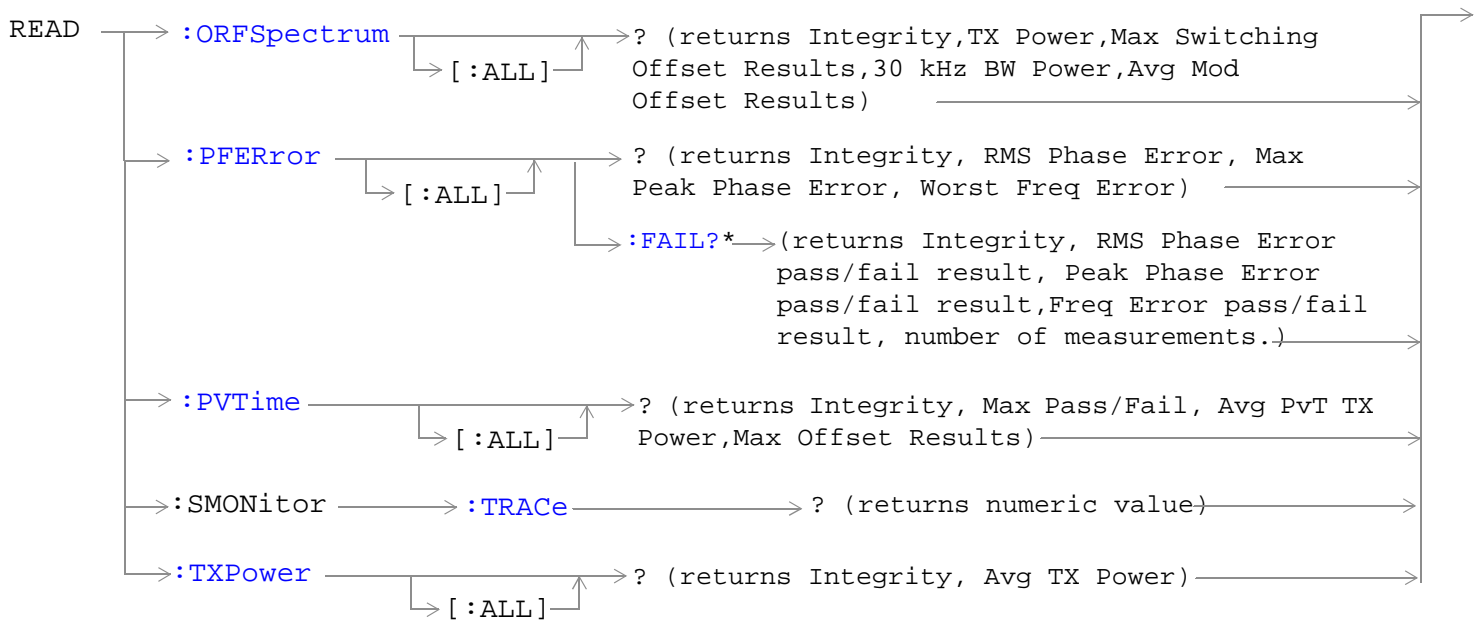 READ :ORFSpectrum ? (returns Integrity,TX Power,Max Switching
[:ALL] Offset Results,30 kHz BW Power,Avg Mod
Offset Results)
:PFERror ? (returns Integrity, RMS Phase Error, Max
[:ALL] Peak Phase Error, Worst Freq Error)
:FAIL?* (returns Integrity, RMS Phase Error
pass/fail result, Peak Phase Error
pass/fail result,Freq Error pass/fail
result, number of measurements.)
:PVTime ? (returns Integrity, Max Pass/Fail, Avg PvT TX
[:ALL] Power,Max Offset Results)
:SMONitor :TRACe ? (returns numeric value)
:TXPower ? (returns Integrity, Avg TX Power)
[:ALL]